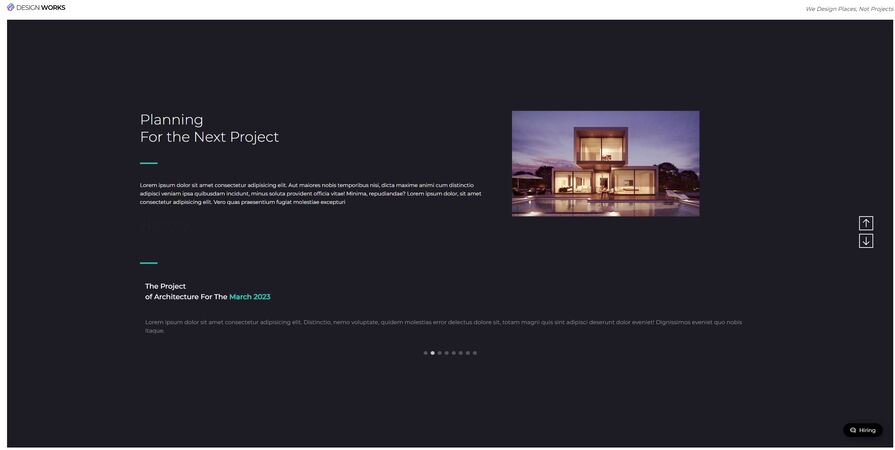 DESIGN WORKS
We Design Places, Not Projects
Planning
For the Next Project
Lorem ipsum dolor sit amet consectetur adipisicing elit. Aut maiores nobis temporibus nisi, dicta maxime animi cum distinctio
adipisci veniam ipsa quibusdam incidunt, minus soluta provident officia vitae! Minima, repudiandae? Lorem ipsum dolor, sit amet
consectetur adipisicing elit. Vero quas praesentium fugiat molestiae excepturi
The Project
of Architecture For The March 2023
Lorem ipsum dolor sit amet consectetur adipisicing elit. Distinctio, nemo voluptate, quidem molestias error delectus dolore sit, totam magni quis sint adipisci deserunt dolor eveniet! Dignissimos eveniet quo nobis
itaque.
Hiring